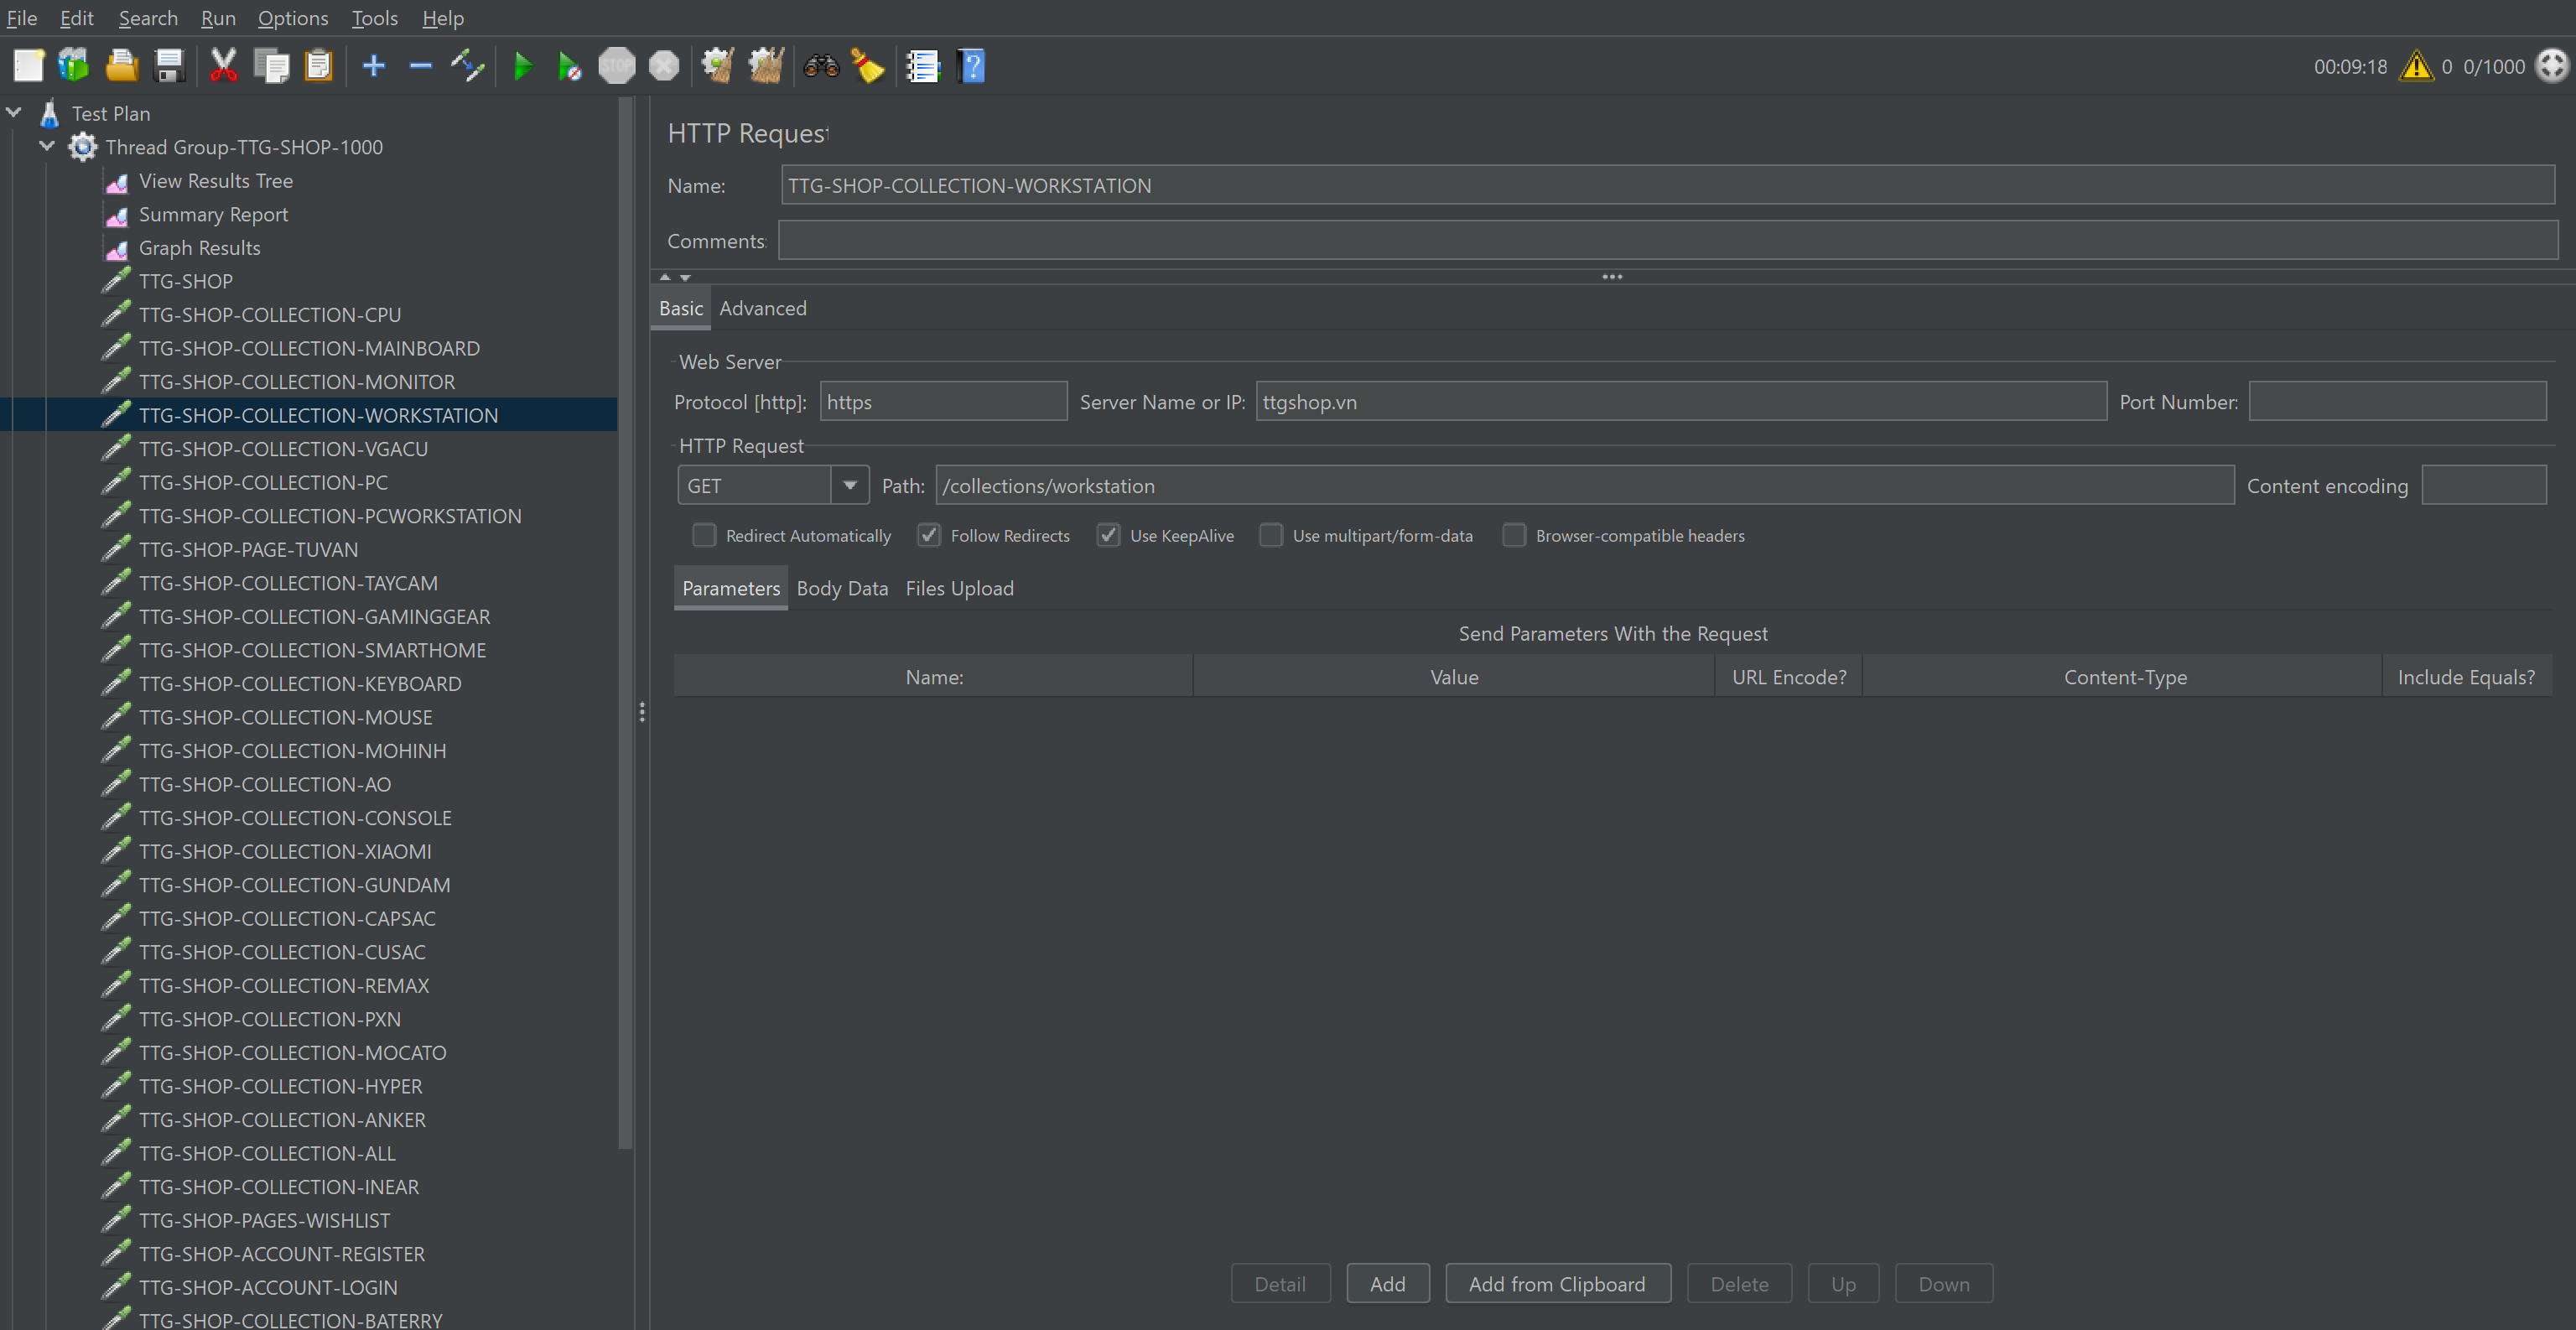 File Edit Search Run Options Tools Help
STOP
00:09:18 0 0/1000
Test Plan
Thread Group-TTG-SHOP-1000
View Results Tree
Summary Report
Graph Results
TTG-SHOP
TTG-SHOP-COLLECTION-CPU
TTG-SHOP-COLLECTION-MAINBOARD
TTG-SHOP-COLLECTION-MONITOR
TTG-SHOP-COLLECTION-WORKSTATION
TTG-SHOP-COLLECTION-VGACU
TTG-SHOP-COLLECTION-PC
TTG-SHOP-COLLECTION-PCWORKSTATION
TTG-SHOP-PAGE-TUVAN
TTG-SHOP-COLLECTION-TAYCAM
TTG-SHOP-COLLECTION-GAMINGGEAR
TTG-SHOP-COLLECTION-SMARTHOME
TTG-SHOP-COLLECTION-KEYBOARD
TTG-SHOP-COLLECTION-MOUSE
TTG-SHOP-COLLECTION-MOHINH
TTG-SHOP-COLLECTION-AO
TTG-SHOP-COLLECTION-CONSOLE
TTG-SHOP-COLLECTION-XIAOMI
TTG-SHOP-COLLECTION-GUNDAM
TTG-SHOP-COLLECTION-CAPSAC
TTG-SHOP-COLLECTION-CUSAC
TTG-SHOP-COLLECTION-REMAX
TTG-SHOP-COLLECTION-PXN
TTG-SHOP-COLLECTION-MOCATO
TTG-SHOP-COLLECTION-HYPER
TTG-SHOP-COLLECTION-ANKER
TTG-SHOP-COLLECTION-ALL
TTG-SHOP-COLLECTION-INEAR
TTG-SHOP-PAGES-WISHLIST
TTG-SHOP-ACCOUNT-REGISTER
TTG-SHOP-ACCOUNT-LOGIN
TTG-SHOP-COLLECTION-BATERRY
HTTP Request
Name: TTG-SHOP-COLLECTION-WORKSTATION
Comments:
Basic Advanced
Web Server
Protocol [http]: https Server Name or IP: ttgshop.vn Port Number:
HTTP Request
GET Path: /collections/workstation Content encoding
Redirect Automatically Follow Redirects Use KeepAlive Use multipart/form-data Browser-compatible headers
Parameters Body Data Files Upload
Send Parameters With the Request
Name: Value URL Encode? Content-Type Include Equals?
Detail Add Add from Clipboard Delete Up Down